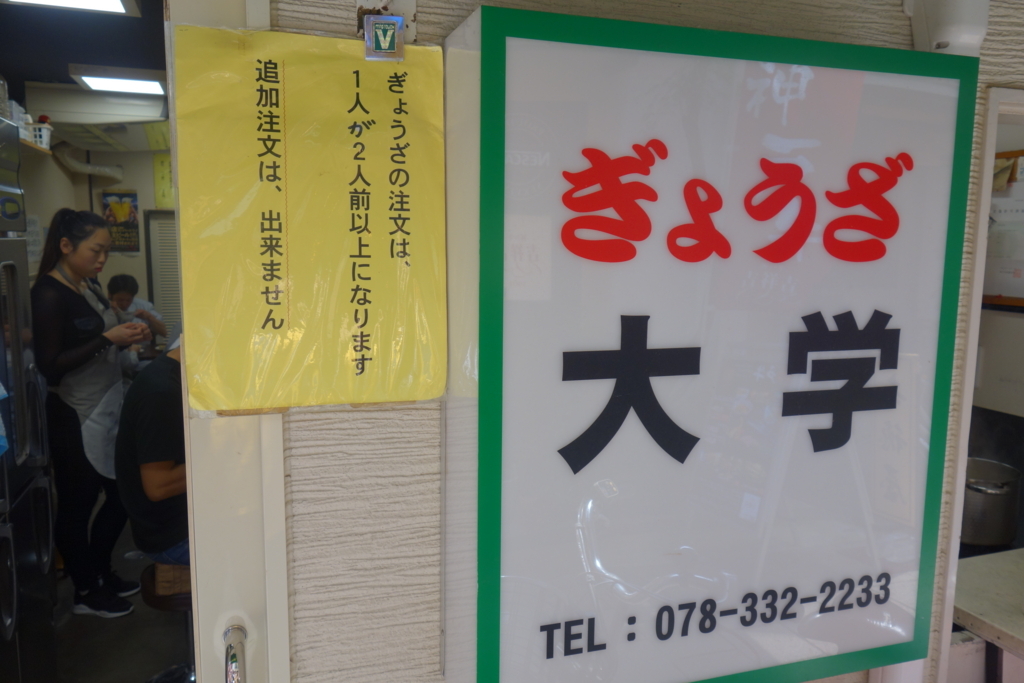 ぎょうざの注文は、
1人が2人前以上になります
追加注文は、出来ません
ぎょうざ
大学
TEL：078-332-2233